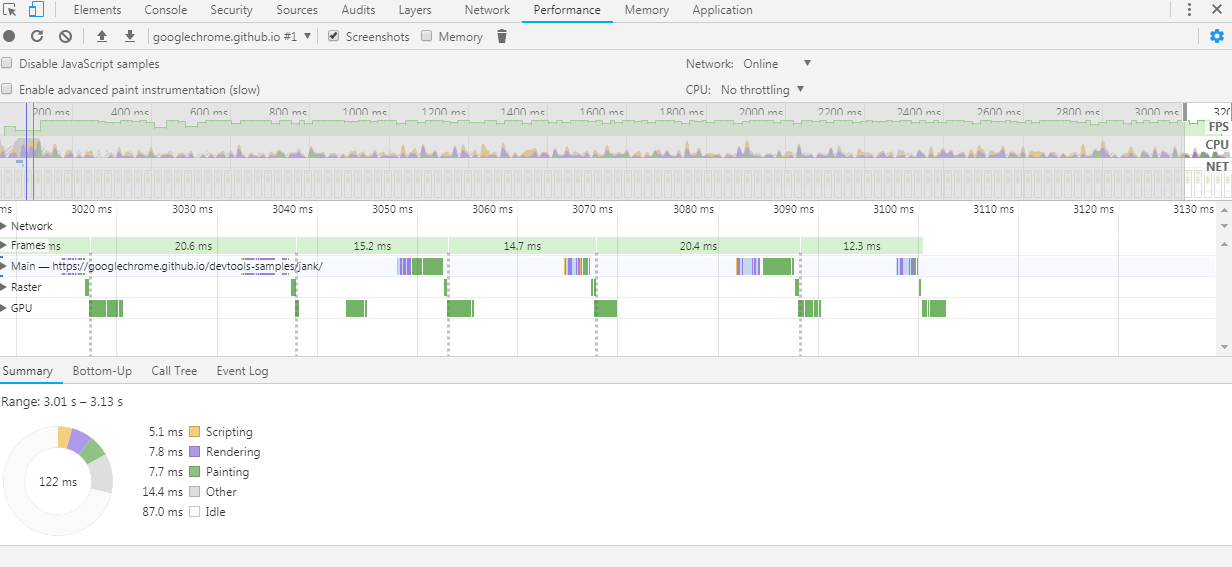 Elements Console Security Sources Audits Layers Network Performance Memory Application
googlechrome.github.io #1 Screenshots Memory
Disable JavaScript samples Network: Online
Enable advanced paint instrumentation (slow) CPU: No throttling
200 ms 400 ms 600 ms 800 ms 1000 ms 1200 ms 1400 ms 1600 ms 1800 ms 2000 ms 2200 ms 2400 ms 2600 ms 2800 ms 3000 ms 320
FPS
CPU
NET
ms 3020 ms 3030 ms 3040 ms 3050 ms 3060 ms 3070 ms 3080 ms 3090 ms 3100 ms 3110 ms 3120 ms 3130 ms
Network
Frames ms 20.6 ms 15.2 ms 14.7 ms 20.4 ms 12.3 ms
Main — https://googlechrome.github.io/devtools-samples/jank/
Raster
GPU
Summary Bottom-Up Call Tree Event Log
Range: 3.01 s – 3.13 s
5.1 ms Scripting
7.8 ms Rendering
7.7 ms Painting
122 ms
14.4 ms Other
87.0 ms Idle